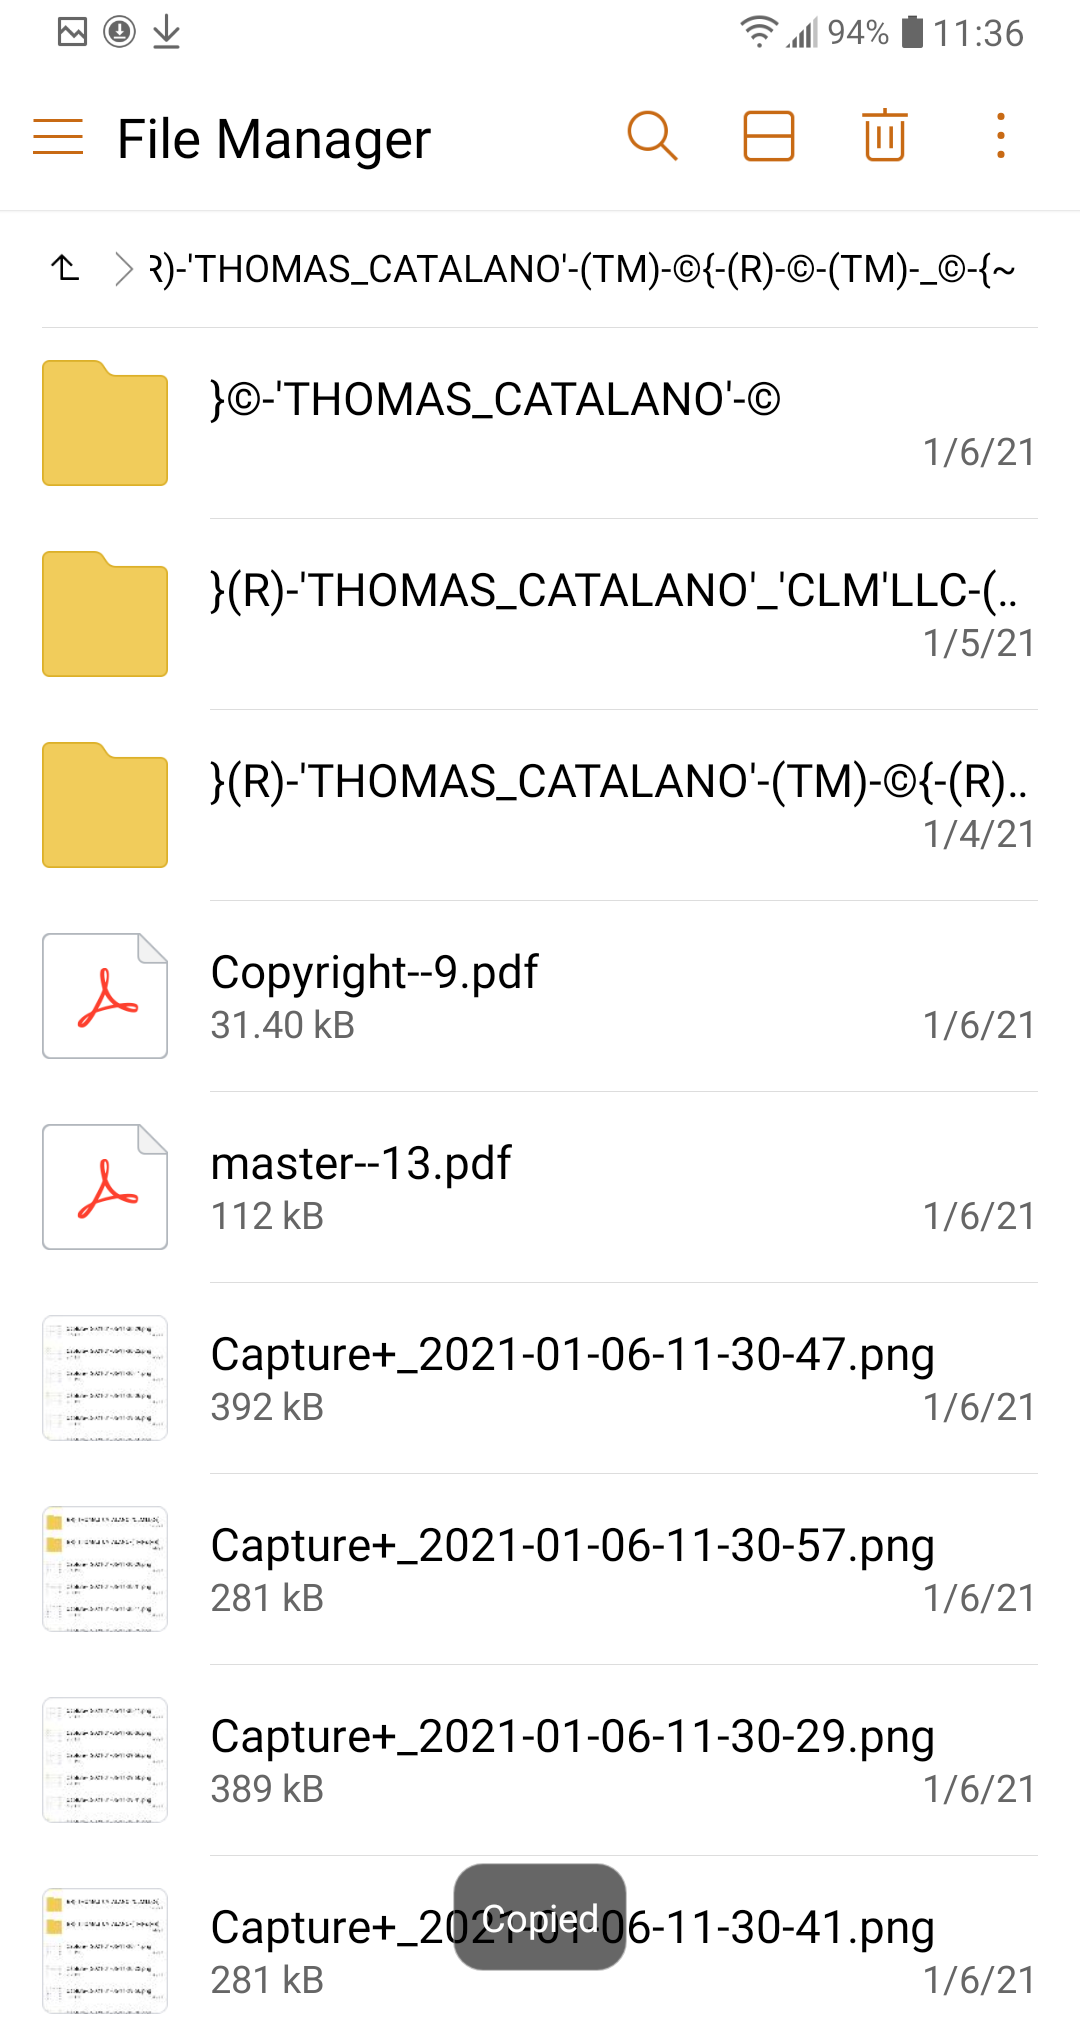 94% 11:36
File Manager
R)-'THOMAS_CATALANO'-(TM)-©{-(R)-©-(TM)-_©-{~
}©-'THOMAS_CATALANO'-©
1/6/21
}(R)-'THOMAS_CATALANO'_'CLM'LLC-(..
1/5/21
}(R)-'THOMAS_CATALANO'-(TM)-©{-(R)..
1/4/21
Copyright--9.pdf
31.40 kB 1/6/21
master--13.pdf
112 kB 1/6/21
Capture+_2021-01-06-11-30-47.png
392 kB 1/6/21
Capture+_2021-01-06-11-30-57.png
281 kB 1/6/21
Capture+_2021-01-06-11-30-29.png
389 kB 1/6/21
Capture+_2021-01-06-11-30-41.png
Copied
281 kB 1/6/21